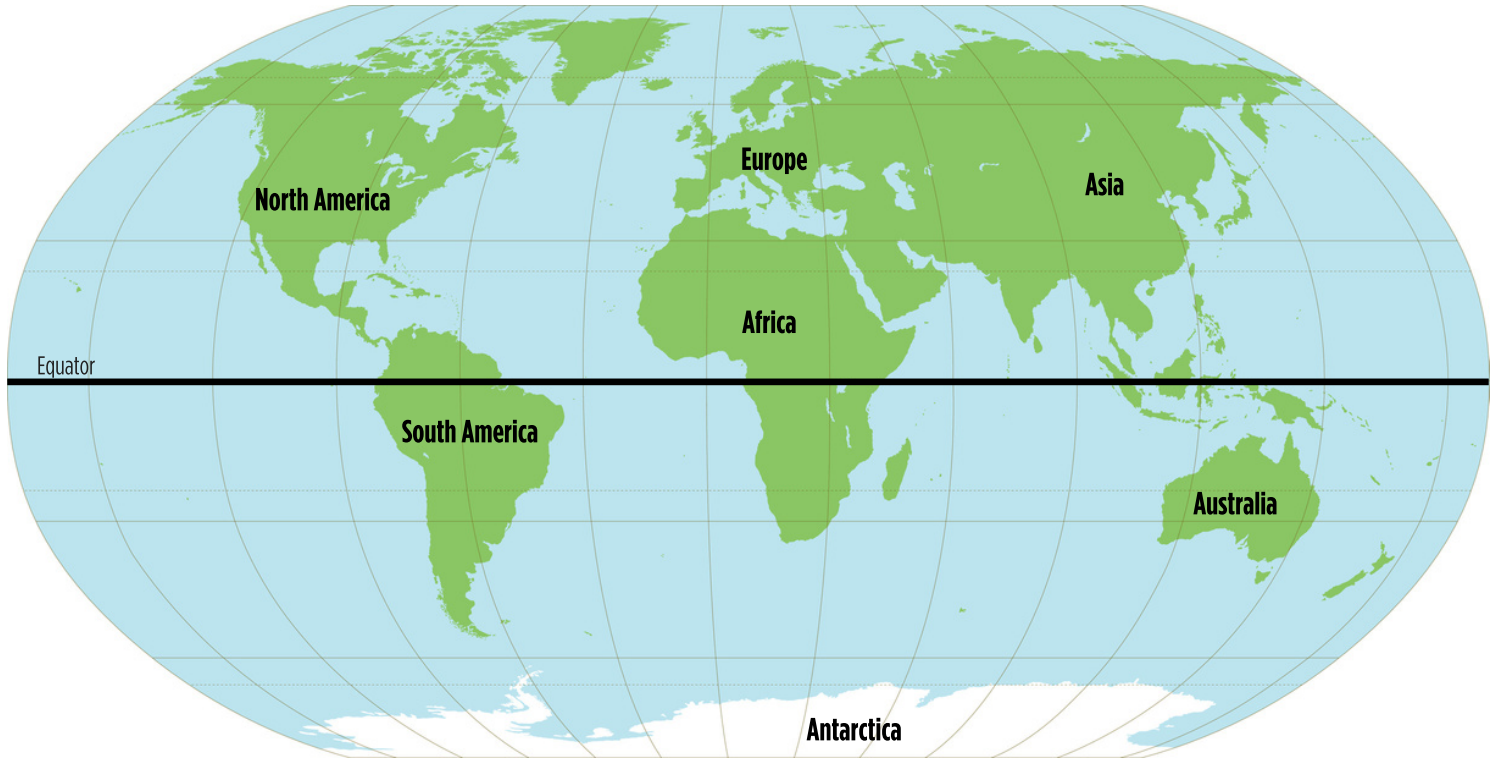 Europe
Asia
North America
Africa
Equator
South America
Australia
Antarctica